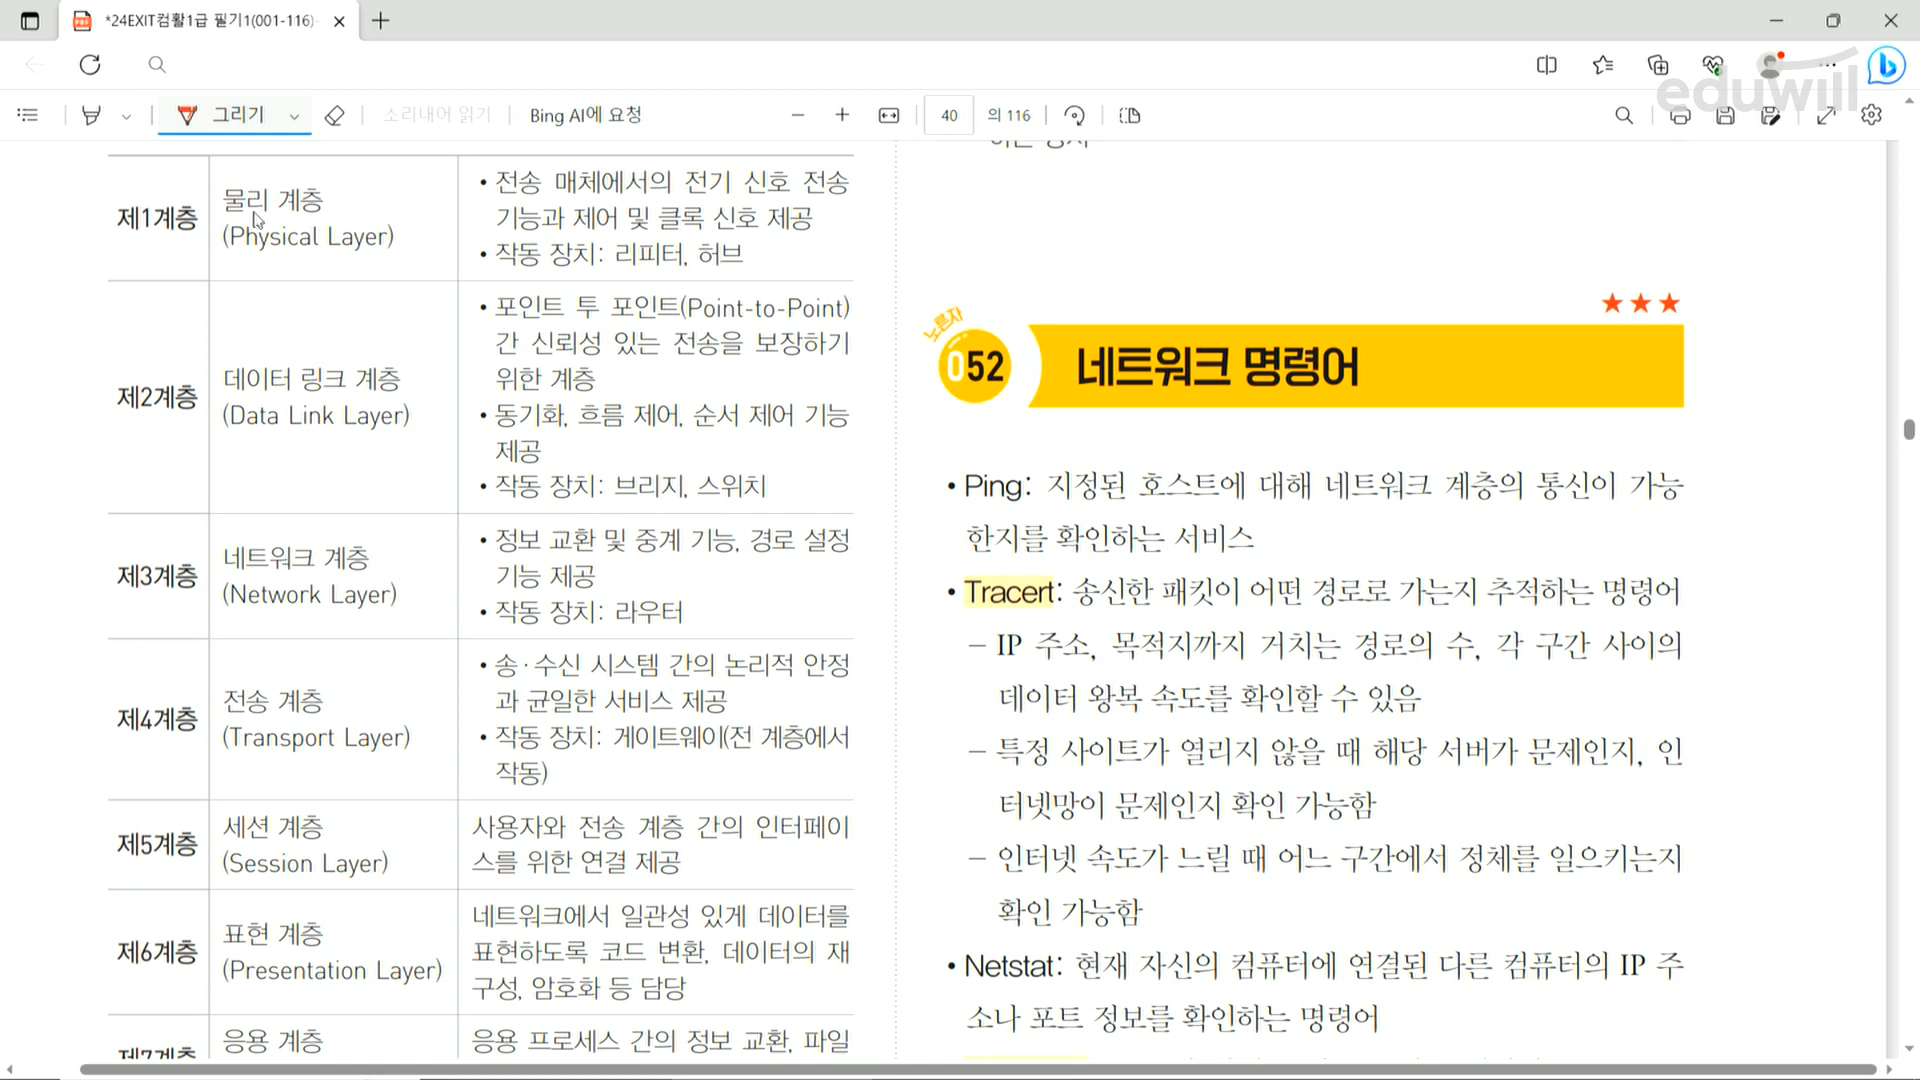 *24EXIT컴활1급 필기1(001-116)
eduwill
그리기
소리내어 읽기
Bing AI에 요청
40
의 116
제1계층
물리 계층
(Physical Layer)
• 전송 매체에서의 전기 신호 전송
기능과 제어 및 클록 신호 제공
• 작동 장치: 리피터, 허브
제2계층
데이터 링크 계층
(Data Link Layer)
• 포인트 투 포인트(Point-to-Point)
간 신뢰성 있는 전송을 보장하기
위한 계층
• 동기화, 흐름 제어, 순서 제어 기능
제공
• 작동 장치: 브리지, 스위치
제3계층
네트워크 계층
(Network Layer)
• 정보 교환 및 중계 기능, 경로 설정
기능 제공
• 작동 장치: 라우터
제4계층
전송 계층
(Transport Layer)
• 송·수신 시스템 간의 논리적 안정
과 균일한 서비스 제공
• 작동 장치: 게이트웨이(전 계층에서
작동)
제5계층
세션 계층
(Session Layer)
사용자와 전송 계층 간의 인터페이
스를 위한 연결 제공
제6계층
표현 계층
(Presentation Layer)
네트워크에서 일관성 있게 데이터를
표현하도록 코드 변환, 데이터의 재
구성, 암호화 등 담당
제7계층
응용 계층
응용 프로세스 간의 정보 교환, 파일
노른자
052
네트워크 명령어
• Ping: 지정된 호스트에 대해 네트워크 계층의 통신이 가능
한지를 확인하는 서비스
• Tracert: 송신한 패킷이 어떤 경로로 가는지 추적하는 명령어
– IP 주소, 목적지까지 거치는 경로의 수, 각 구간 사이의
데이터 왕복 속도를 확인할 수 있음
– 특정 사이트가 열리지 않을 때 해당 서버가 문제인지, 인
터넷망이 문제인지 확인 가능함
– 인터넷 속도가 느릴 때 어느 구간에서 정체를 일으키는지
확인 가능함
• Netstat: 현재 자신의 컴퓨터에 연결된 다른 컴퓨터의 IP 주
소나 포트 정보를 확인하는 명령어